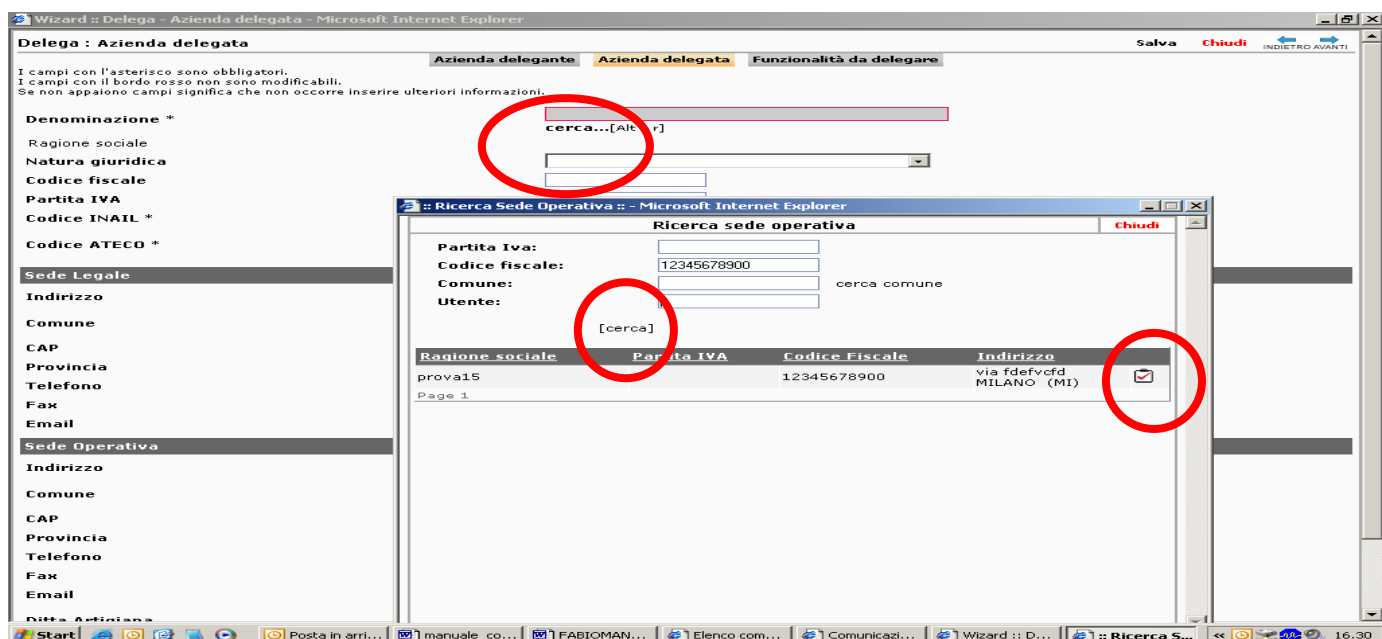 Wizard :: Delega - Azienda delegata - Microsoft Internet Explorer
Delega : Azienda delegata
Salva Chiudi INDIETRO AVANTI
Azienda delegante Azienda delegata Funzionalità da delegare
I campi con l'asterisco sono obbligatori.
I campi con il bordo rosso non sono modificabili.
Se non appaiono campi significa che non occorre inserire ulteriori informazioni.
Denominazione *
cerca...[Alt r]
Ragione sociale
Natura giuridica
Codice fiscale
Partita IVA
Codice INAIL *
Codice ATECO *
Sede Legale
Indirizzo
Comune
CAP
Provincia
Telefono
Fax
Email
Sede Operativa
Indirizzo
Comune
CAP
Provincia
Telefono
Fax
Email
Ditta Artigiana
:: Ricerca Sede Operativa :: - Microsoft Internet Explorer
Ricerca sede operativa Chiudi
Partita Iva:
Codice fiscale: 12345678900
Comune: cerca comune
Utente:
[cerca]
Ragione sociale Partita IVA Codice Fiscale Indirizzo
prova15 12345678900 via fdefvcfd
MILANO (MI)
Page 1
Start Posta in arri... manuale_co... FABIOMAN... Elenco com... Comunicazi... Wizard :: D... :: Ricerca S... « 16.30